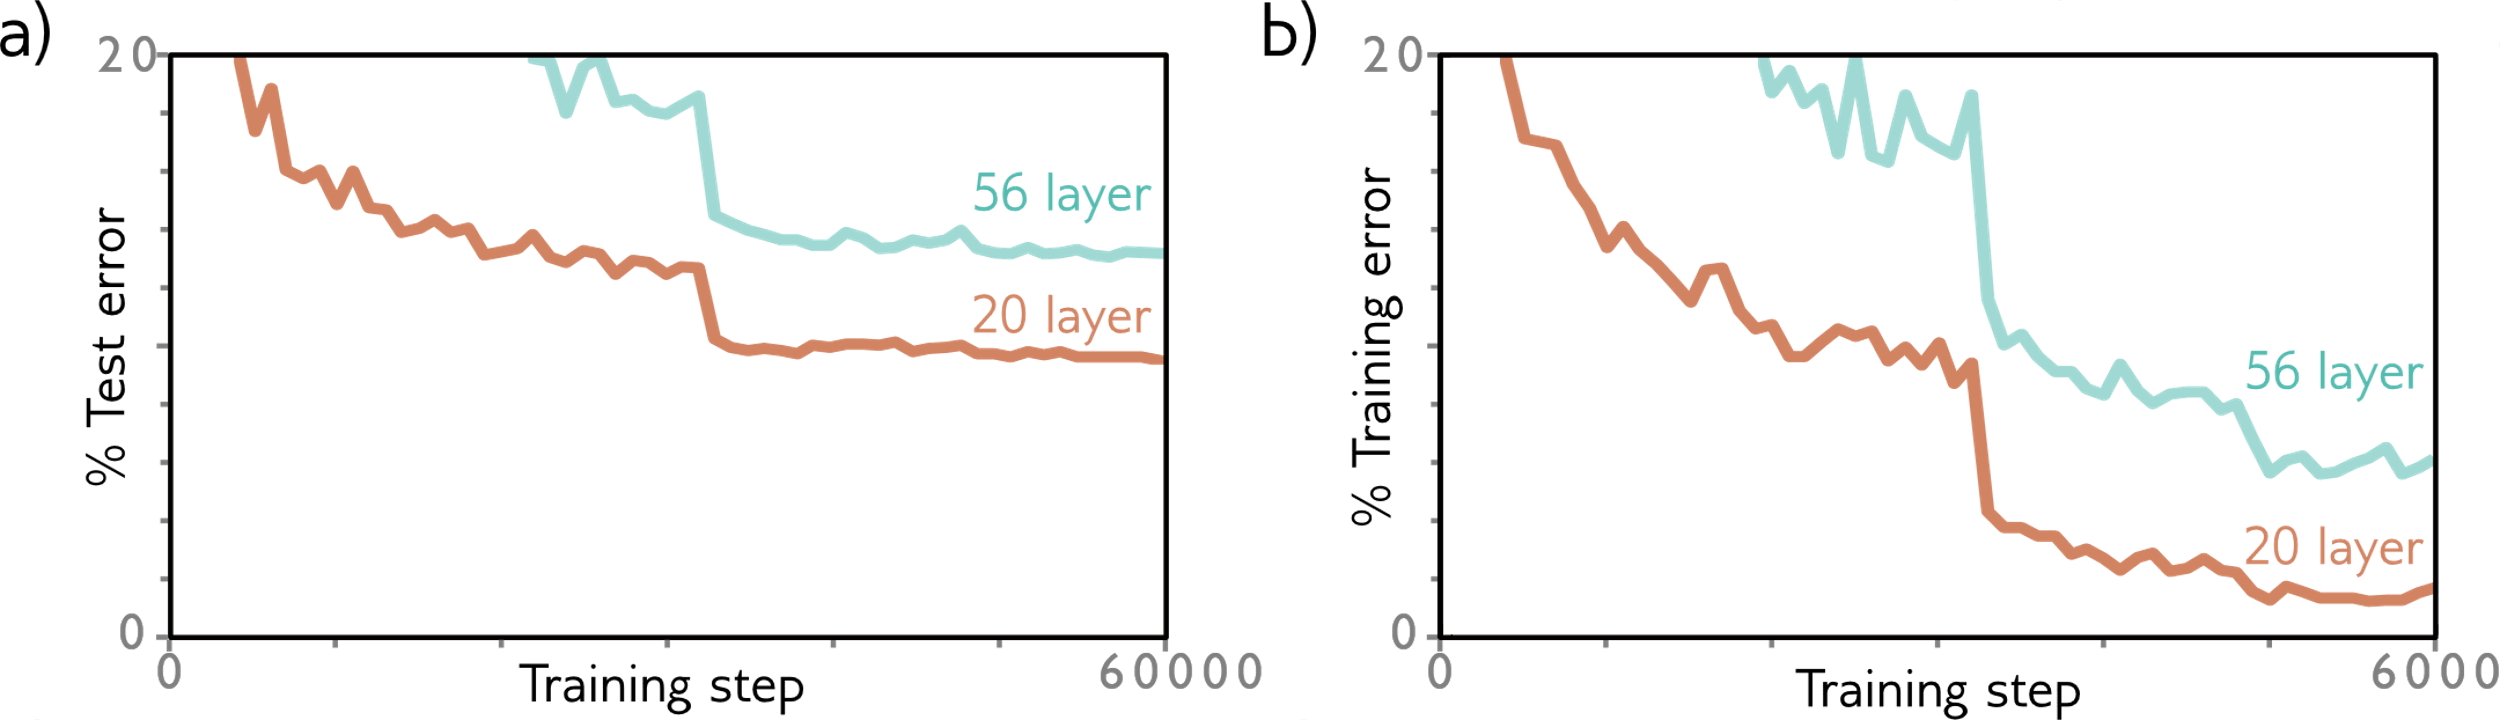 a)
20
% Test error
56 layer
20 layer
0
0
Training step
60000
b)
20
% Training error
56 layer
20 layer
0
0
Training step
6000